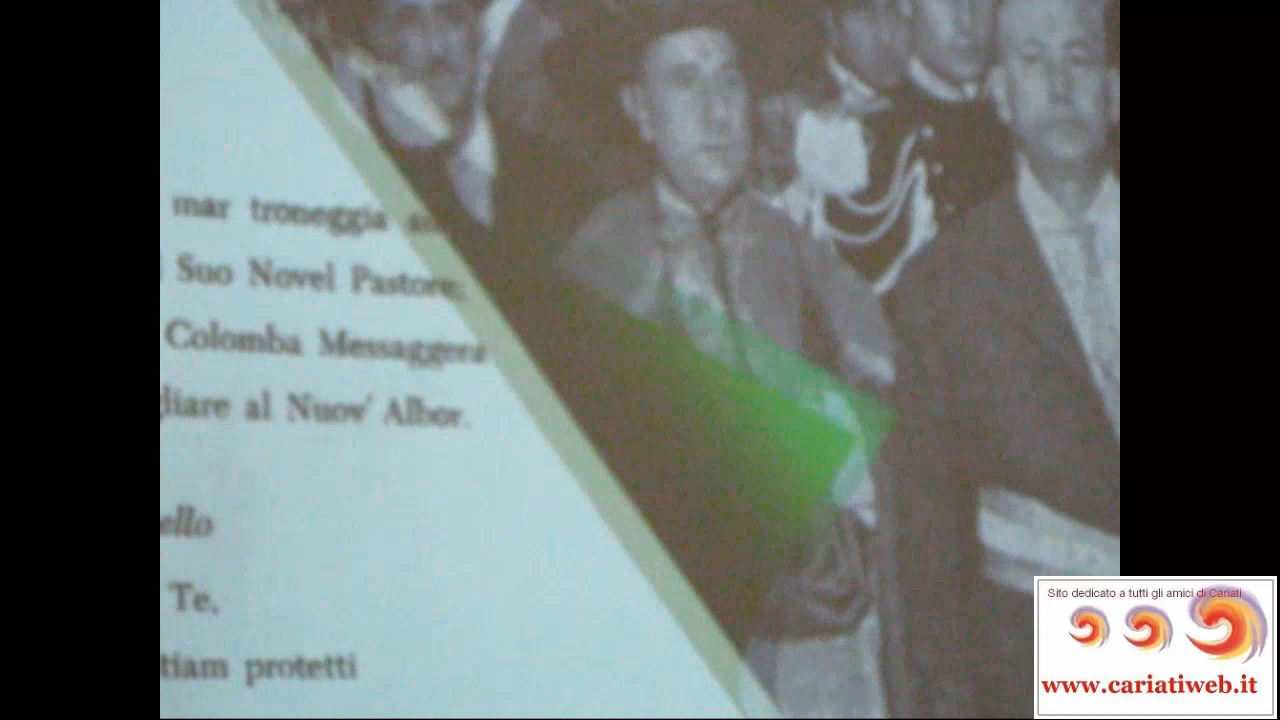 mar troneggia
Suo Novel Pastore;
Colomba Messaggera
gliare al Nuov' Albor.
ello
Te,
tiam protetti
Sito dedicato a tutti gli amici di Cariati
www.cariatiweb.it